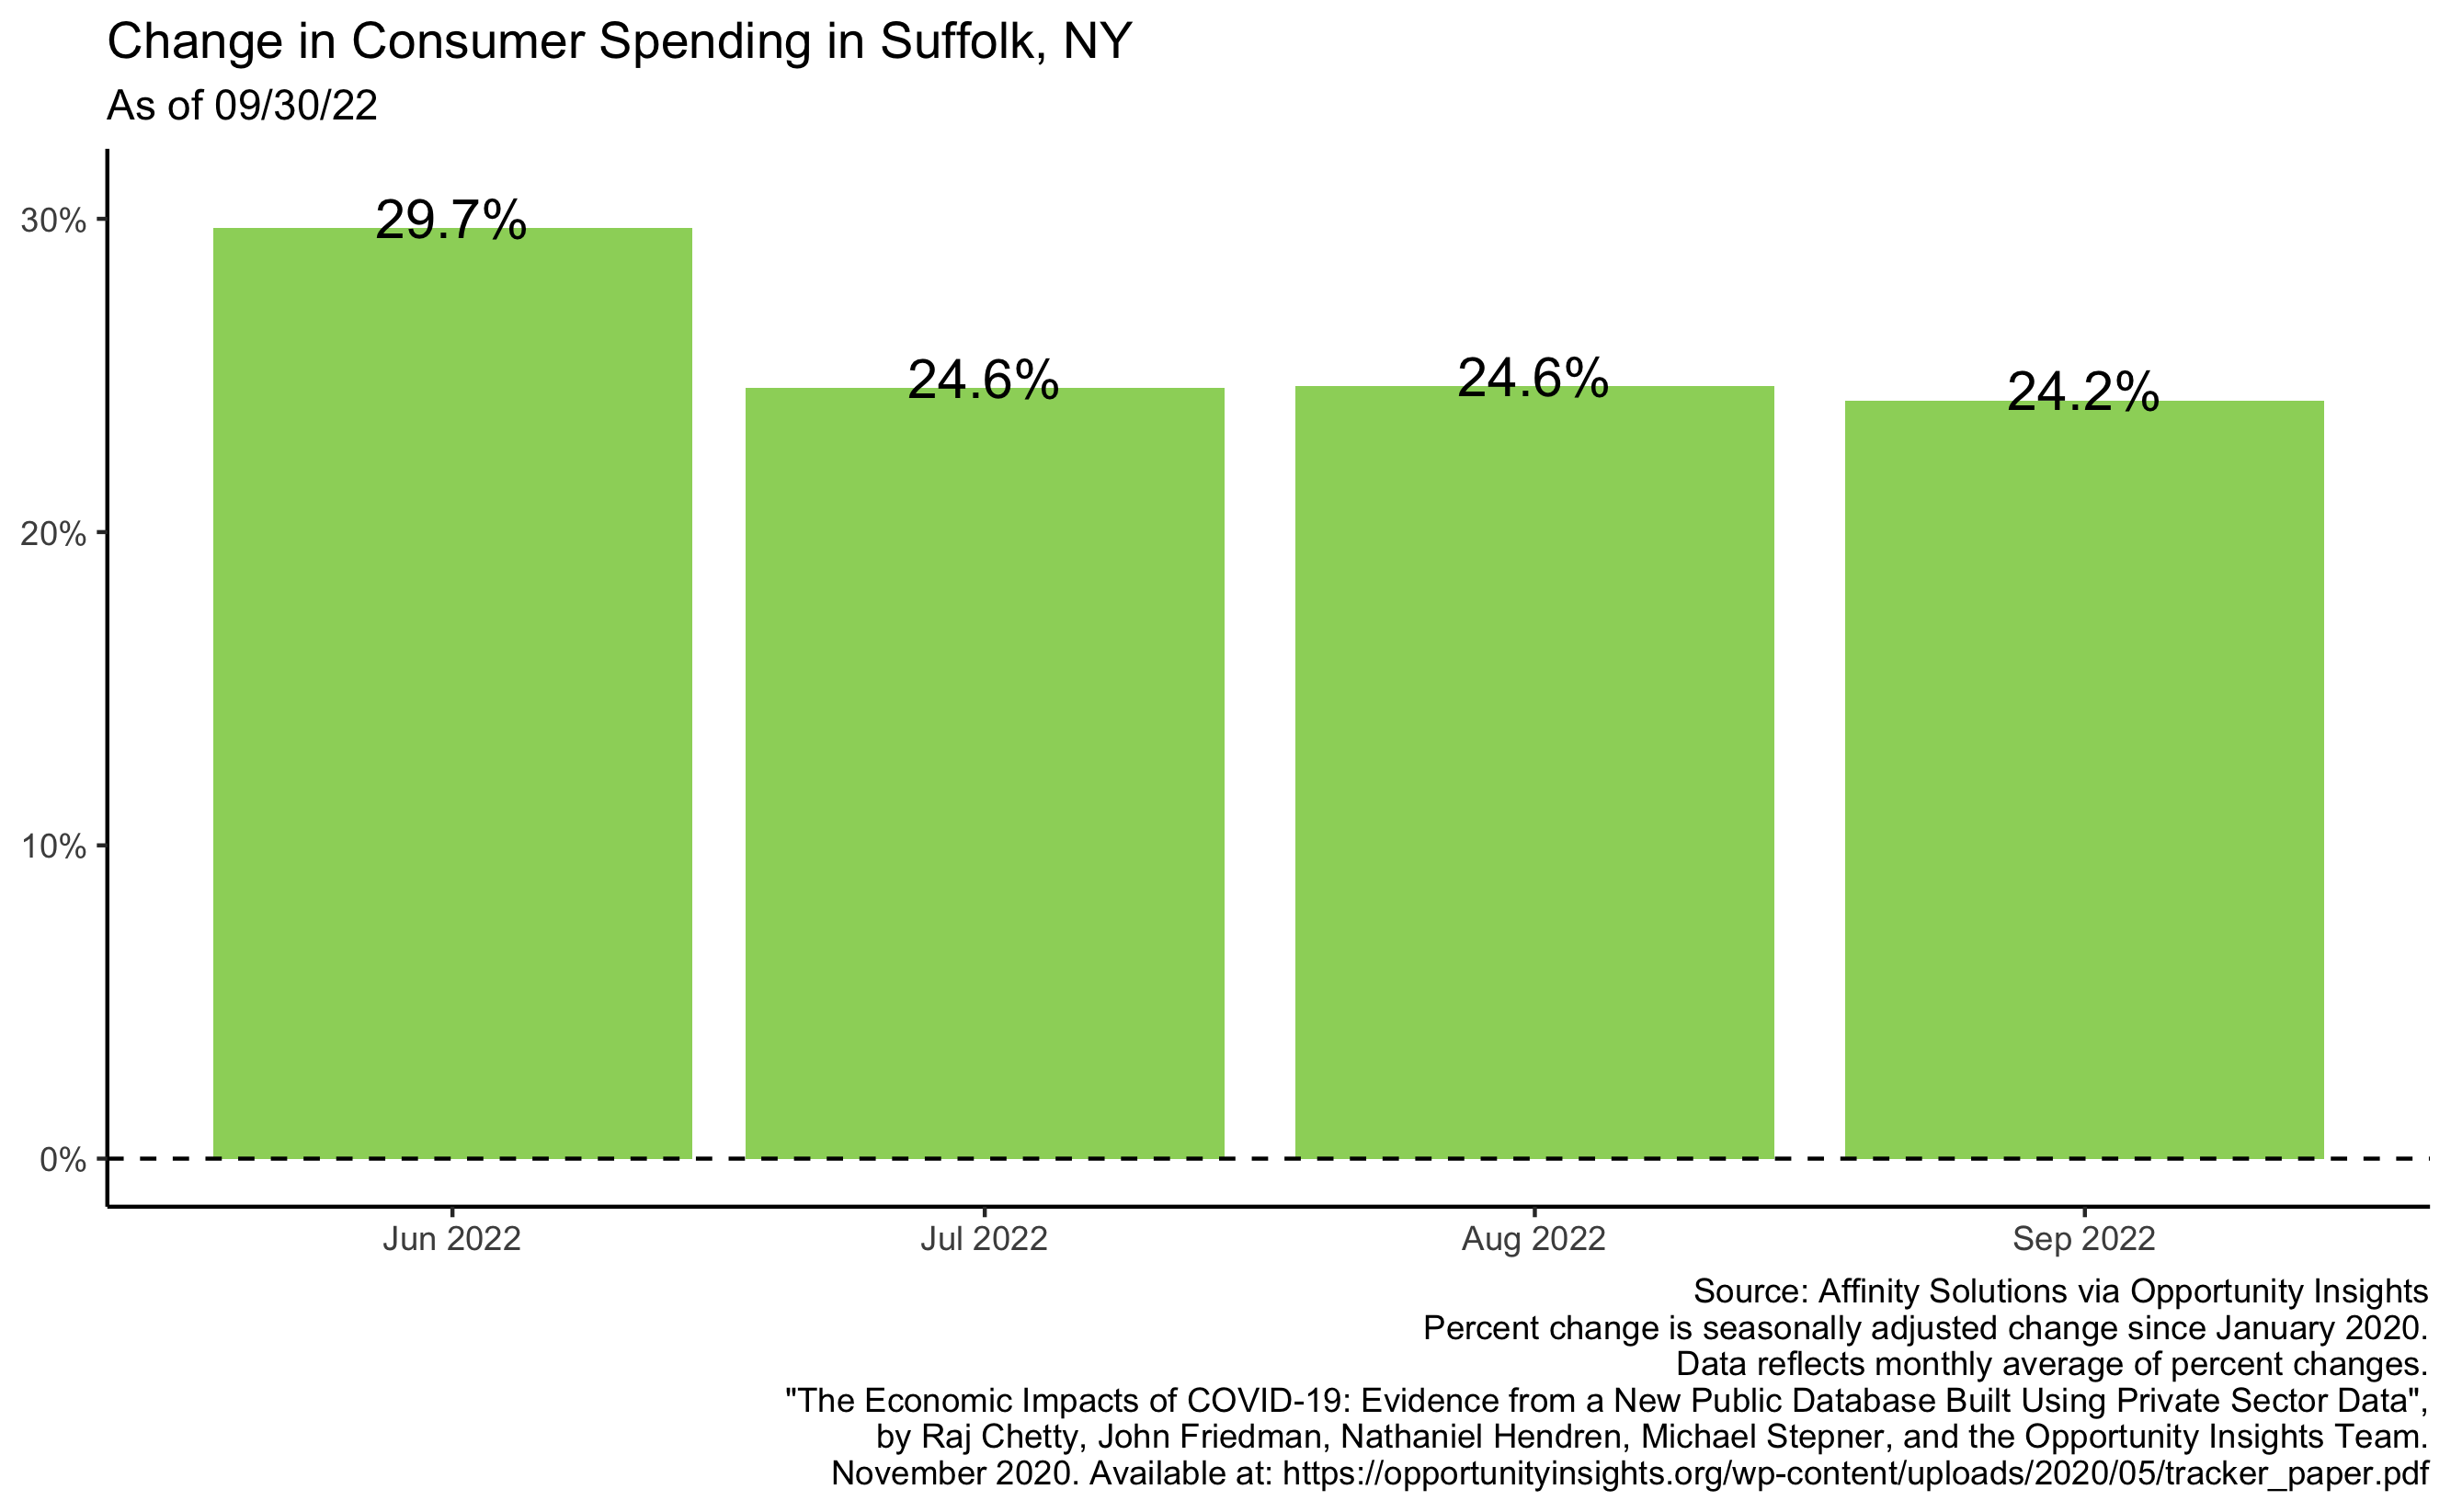 Change in Consumer Spending in Suffolk, NY
As of 09/30/22
30%
20%
10%
0%
29.7%
24.6%
24.6%
24.2%
Jun 2022
Jul 2022
Aug 2022
Sep 2022
Source: Affinity Solutions via Opportunity Insights
Percent change is seasonally adjusted change since January 2020.
Data reflects monthly average of percent changes.
"The Economic Impacts of COVID-19: Evidence from a New Public Database Built Using Private Sector Data",
by Raj Chetty, John Friedman, Nathaniel Hendren, Michael Stepner, and the Opportunity Insights Team.
November 2020. Available at: https://opportunityinsights.org/wp-content/uploads/2020/05/tracker_paper.pdf